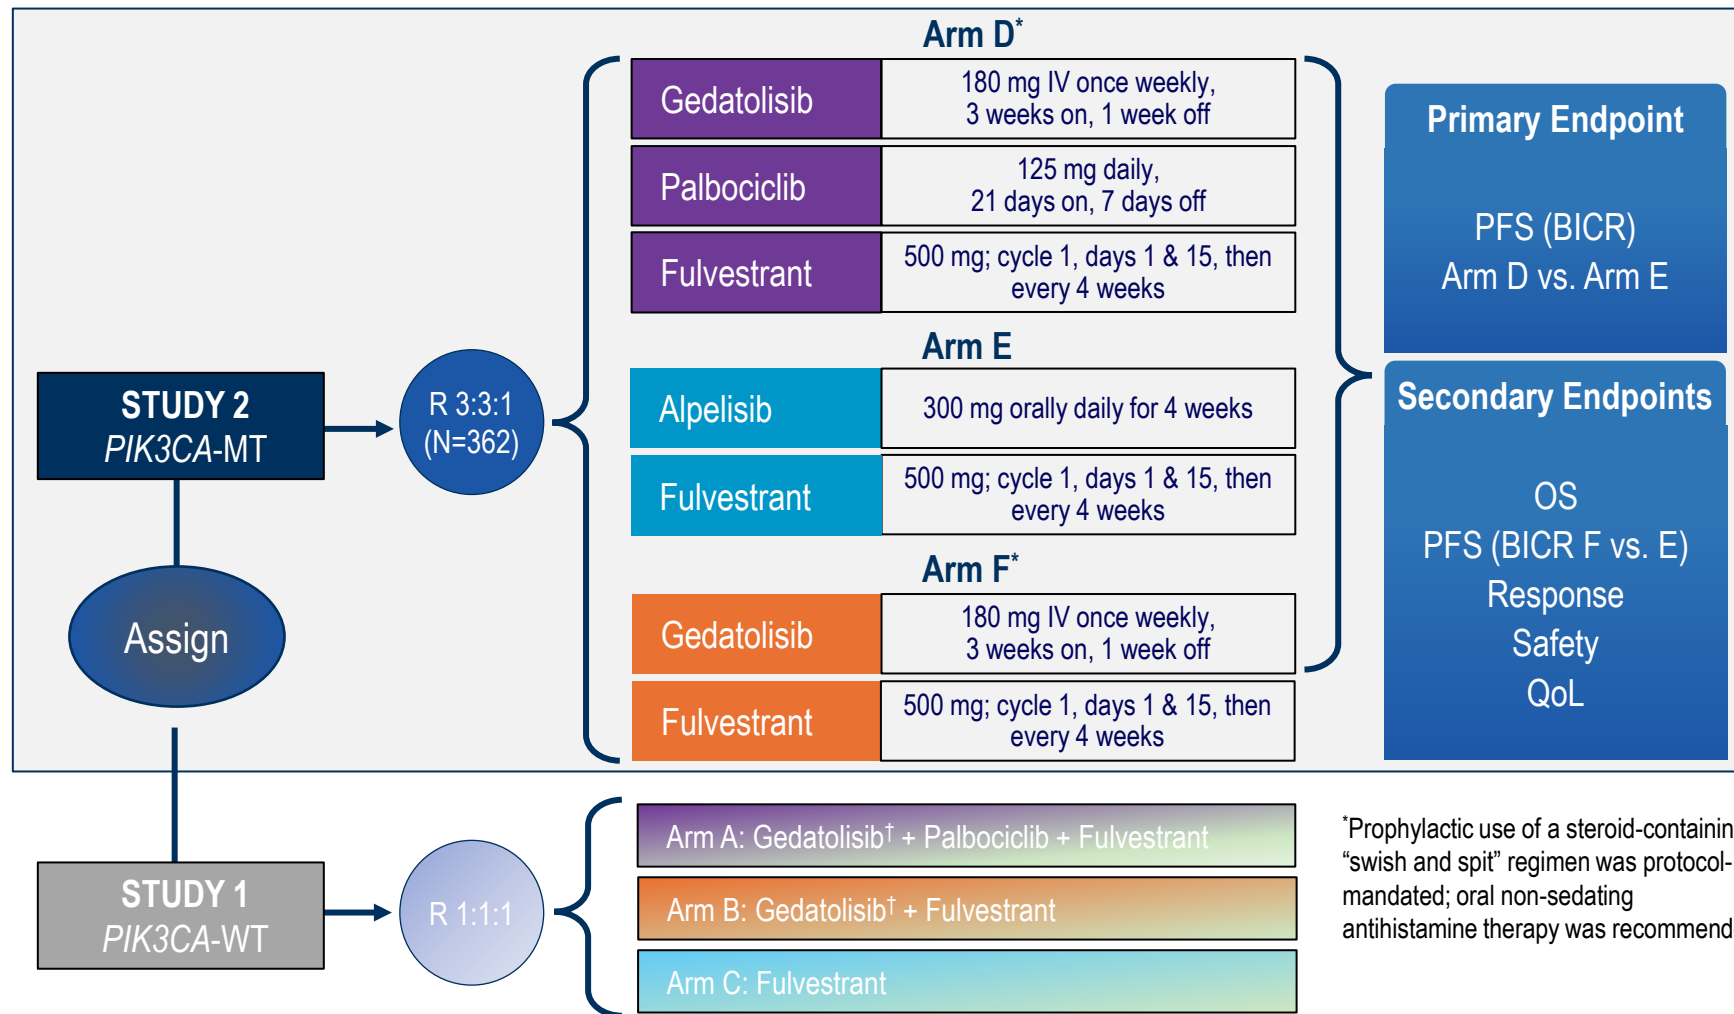 Arm D*
Gedatolisib
180 mg IV once weekly,
3 weeks on, 1 week off
Palbociclib
125 mg daily,
21 days on, 7 days off
Fulvestrant
500 mg; cycle 1, days 1 & 15, then
every 4 weeks
Arm E
Alpelisib
300 mg orally daily for 4 weeks
Fulvestrant
500 mg; cycle 1, days 1 & 15, then
every 4 weeks
Arm F*
Gedatolisib
180 mg IV once weekly,
3 weeks on, 1 week off
Fulvestrant
500 mg; cycle 1, days 1 & 15, then
every 4 weeks
STUDY 2
PIK3CA-MT
R 3:3:1
(N=362)
Assign
Primary Endpoint
PFS (BICR)
Arm D vs. Arm E
Secondary Endpoints
OS
PFS (BICR F vs. E)
Response
Safety
QoL
STUDY 1
PIK3CA-WT
R 1:1:1
Arm A: Gedatolisib† + Palbociclib + Fulvestrant
Arm B: Gedatolisib† + Fulvestrant
Arm C: Fulvestrant
*Prophylactic use of a steroid-containin
“swish and spit” regimen was protocol-
mandated; oral non-sedating
antihistamine therapy was recommend